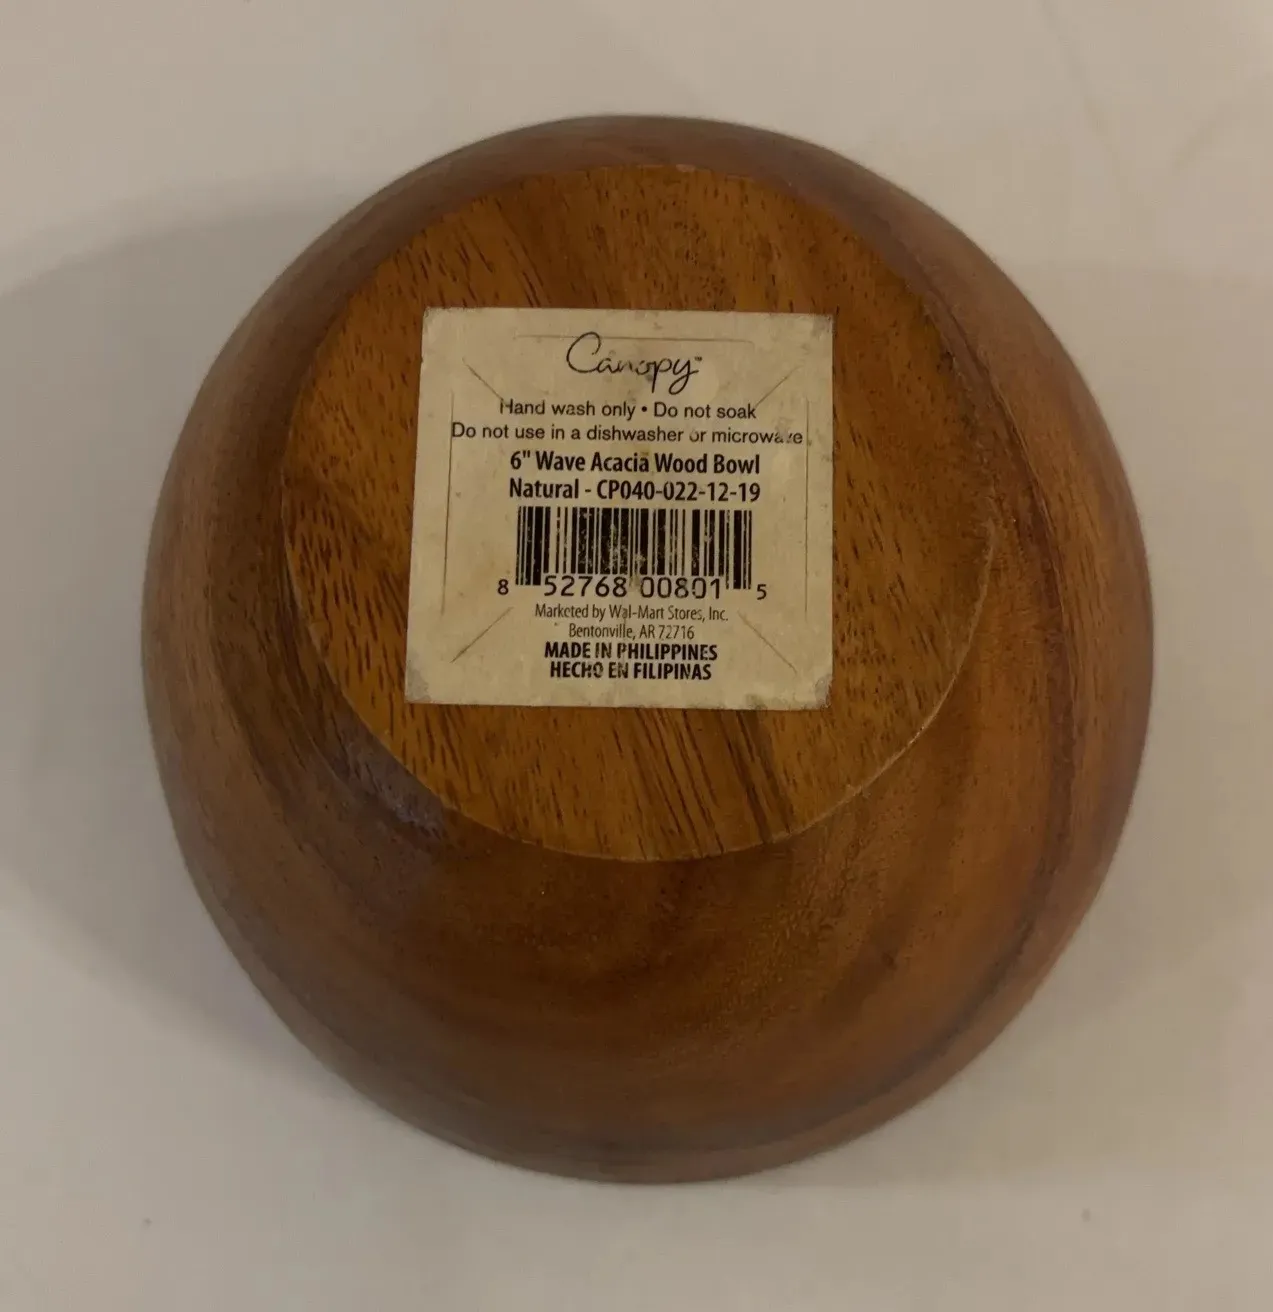 Canopy™
Hand wash only • Do not soak
Do not use in a dishwasher or microwave
6" Wave Acacia Wood Bowl
Natural - CP040-022-12-19
8 52768 00801 5
Marketed by Wal-Mart Stores, Inc.
Bentonville, AR 72716
MADE IN PHILIPPINES
HECHO EN FILIPINAS